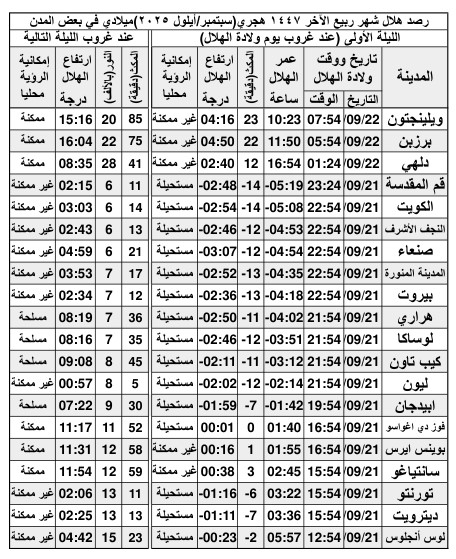 رصد هلال شهر ربيع الآخر ١٤٤٧ هجري(سبتمبر/أيلول ٢٠٢٥)ميلادي في بعض المدن
الليلة الأولى (عند غروب يوم ولادة الهلال) عند غروب الليلة التالية
المدينة تاريخ ووقت ولادة الهلال التاريخ الوقت عمر الهلال ساعة المكث(دقيقة) ارتفاع الهلال درجة إمكانية الرؤية محليا المكث(دقيقة) النور(بالألف) ارتفاع الهلال درجة إمكانية الرؤية محليا
ويلينجتون 09/22 07:54 10:23 23 04:16 غير ممكنة 85 20 15:16 ممكنة
برزبن 09/22 05:54 11:50 22 04:50 غير ممكنة 75 22 16:04 ممكنة
دلهي 09/22 01:24 16:54 12 02:40 غير ممكنة 41 28 08:35 ممكنة
قم المقدسة 09/21 23:24 -05:19 -14 -02:48 مستحيلة 11 6 02:15 غير ممكنة
الكويت 09/21 22:54 -05:08 -14 -02:54 مستحيلة 14 6 03:03 غير ممكنة
النجف الأشرف 09/21 22:54 -04:53 -12 -02:46 مستحيلة 13 6 02:43 غير ممكنة
صنعاء 09/21 22:54 -04:54 -12 -03:07 مستحيلة 21 6 04:59 غير ممكنة
المدينة المنورة 09/21 22:54 -04:35 -13 -02:52 مستحيلة 17 7 03:53 غير ممكنة
بيروت 09/21 22:54 -04:18 -13 -02:36 مستحيلة 12 7 02:34 غير ممكنة
هراري 09/21 21:54 -04:02 -11 -02:50 مستحيلة 36 7 08:19 مسلحة
لوساكا 09/21 21:54 -03:51 -12 -02:46 مستحيلة 35 7 08:16 مسلحة
كيب تاون 09/21 21:54 -03:12 -11 -02:11 مستحيلة 45 8 09:08 مسلحة
ليون 09/21 21:54 -02:14 -12 -02:02 مستحيلة 5 8 00:57 غير ممكنة
ابيدجان 09/21 19:54 -01:42 -7 -01:59 مستحيلة 30 9 07:22 مسلحة
فوز دي اغواسو 09/21 16:54 01:40 0 00:01 مستحيلة 52 11 11:17 ممكنة
بوينس ايرس 09/21 16:54 01:55 1 00:16 غير ممكنة 58 12 11:31 ممكنة
سانتياغو 09/21 15:54 02:45 3 00:38 غير ممكنة 59 12 11:54 ممكنة
تورنتو 09/21 15:54 03:22 -6 -01:16 مستحيلة 11 13 02:06 غير ممكنة
ديترويت 09/21 15:54 03:36 -7 -01:11 مستحيلة 13 13 02:25 غير ممكنة
لوس أنجلوس 09/21 12:54 05:57 -2 -00:23 مستحيلة 23 15 04:42 غير ممكنة